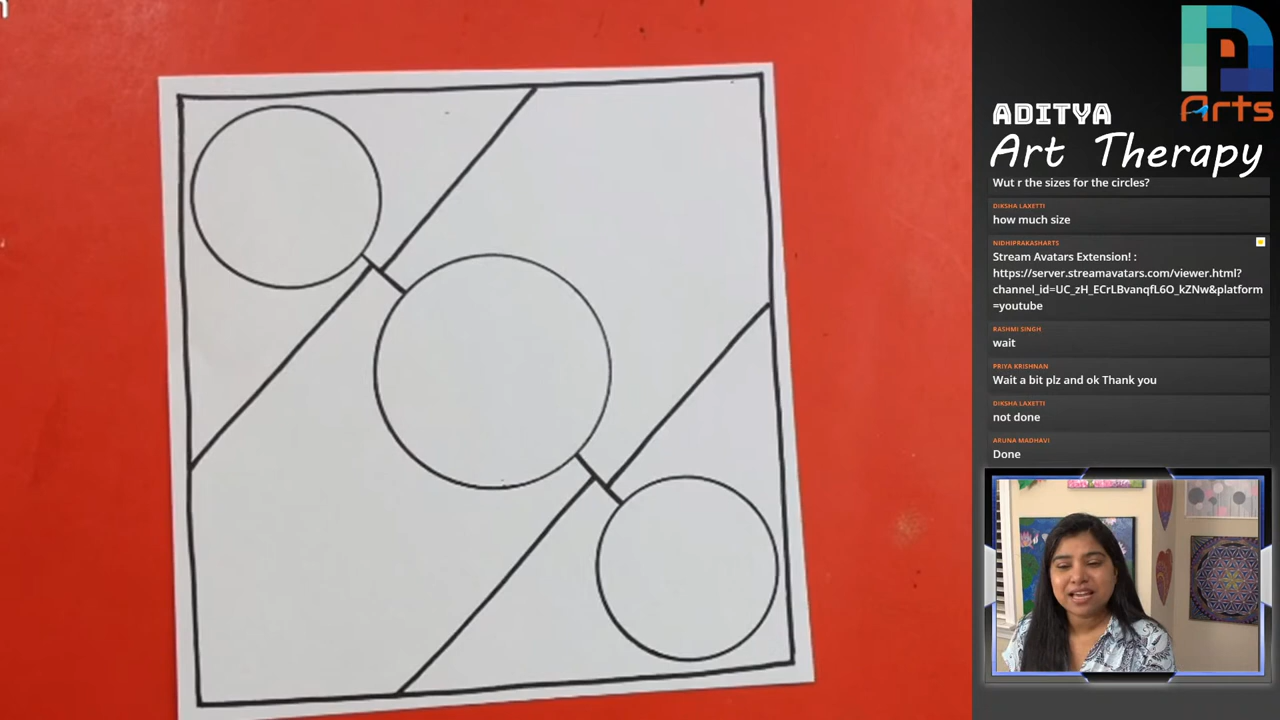 Arts
ADITYA
Art Therapy
Wut r the sizes for the circles?
DIKSHA LAXETTI
how much size
NIDHIPRAKASHARTS
Stream Avatars Extension! :
https://server.streamavatars.com/viewer.html?
channel_id=UC_zH_ECrLBvanqfL6O_kZNw&platform
=youtube
RASHMI SINGH
wait
PRIYA KRISHNAN
Wait a bit plz and ok Thank you
DIKSHA LAXETTI
not done
ARUNA MADHAVI
Done